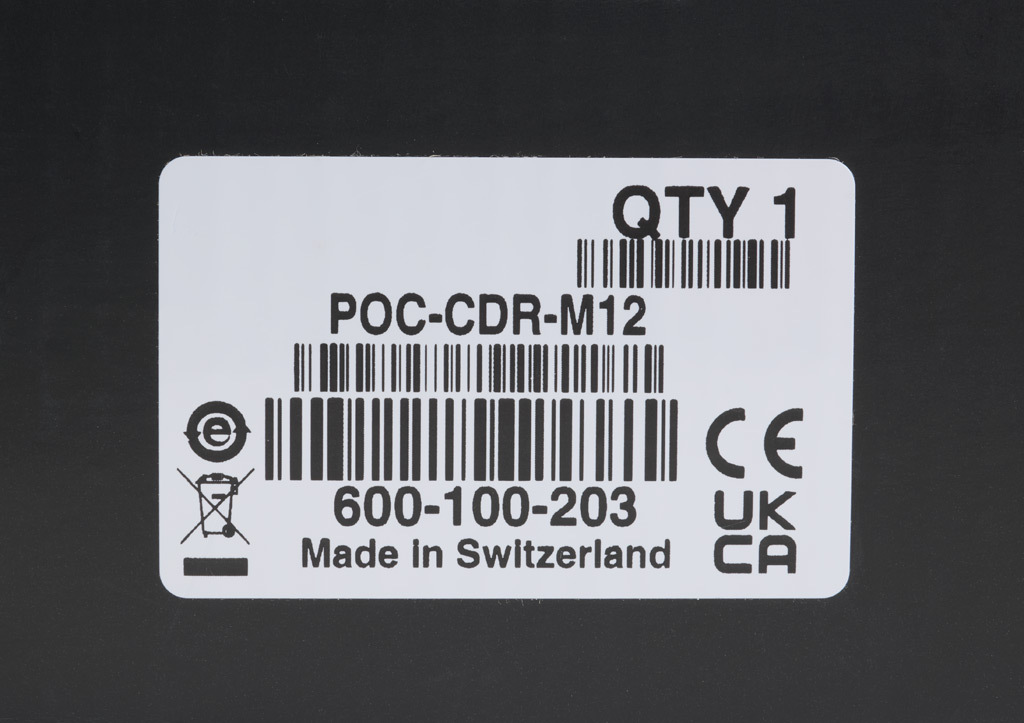 QTY 1
POC-CDR-M12
e
600-100-203
Made in Switzerland
CE
UK
CA